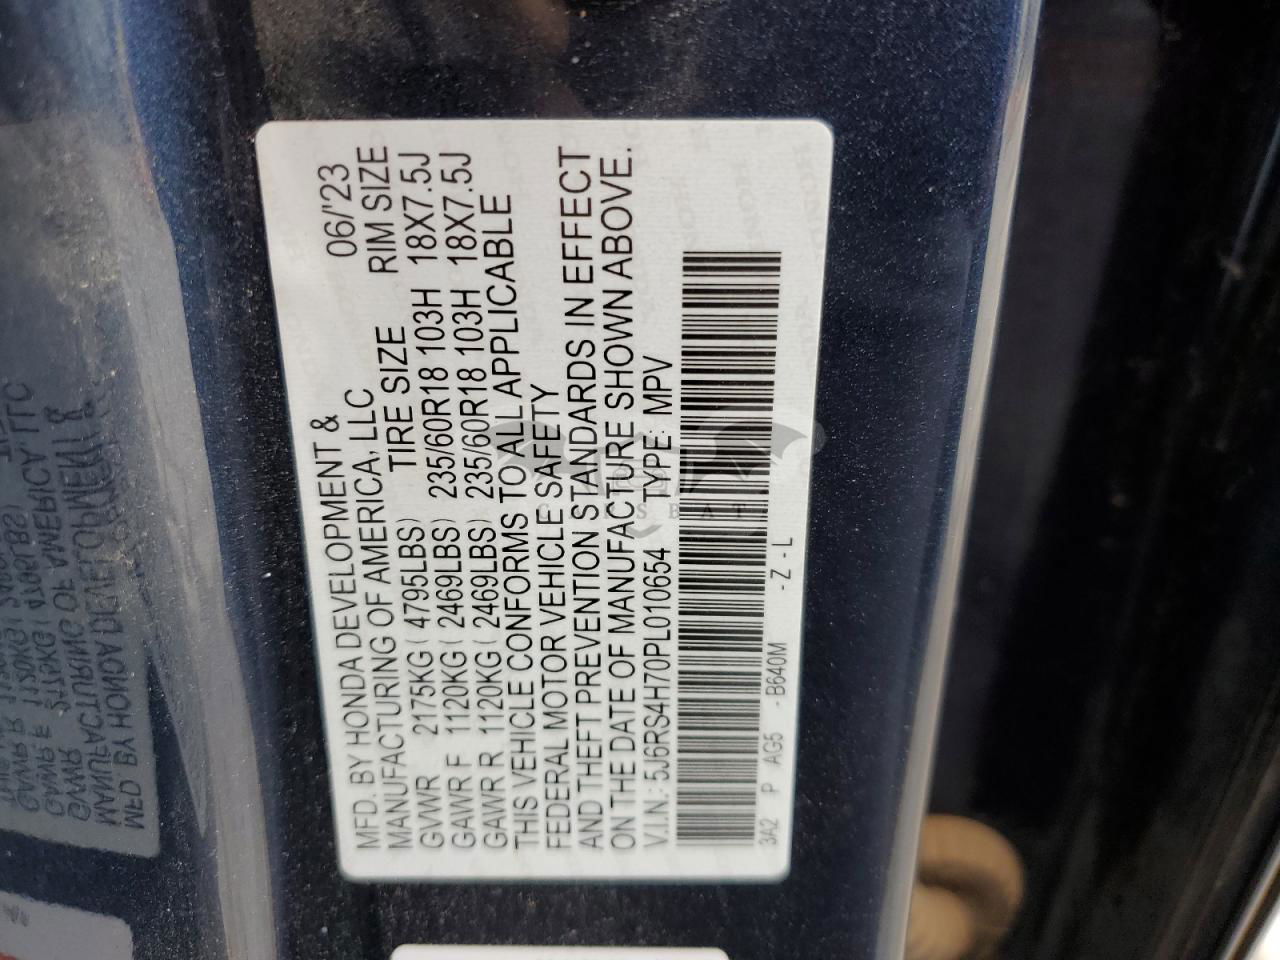 MFD. BY HONDA DEVELOPMENT &
MANUFACTURING OF AMERICA, LLC 06/'23
TIRE SIZE RIM SIZE
GVWR 2175KG ( 4795LBS) 235/60R18 103H 18X7.5J
GAWR F 1120KG ( 2469LBS) 235/60R18 103H 18X7.5J
GAWR R 1120KG ( 2469LBS)
THIS VEHICLE CONFORMS TO ALL APPLICABLE
FEDERAL MOTOR VEHICLE SAFETY
AND THEFT PREVENTION STANDARDS IN EFFECT
ON THE DATE OF MANUFACTURE SHOWN ABOVE.
V.I.N.: 5J6RS4H70PL010654 TYPE: MPV
3A2 P AG5 -B640M -Z-L